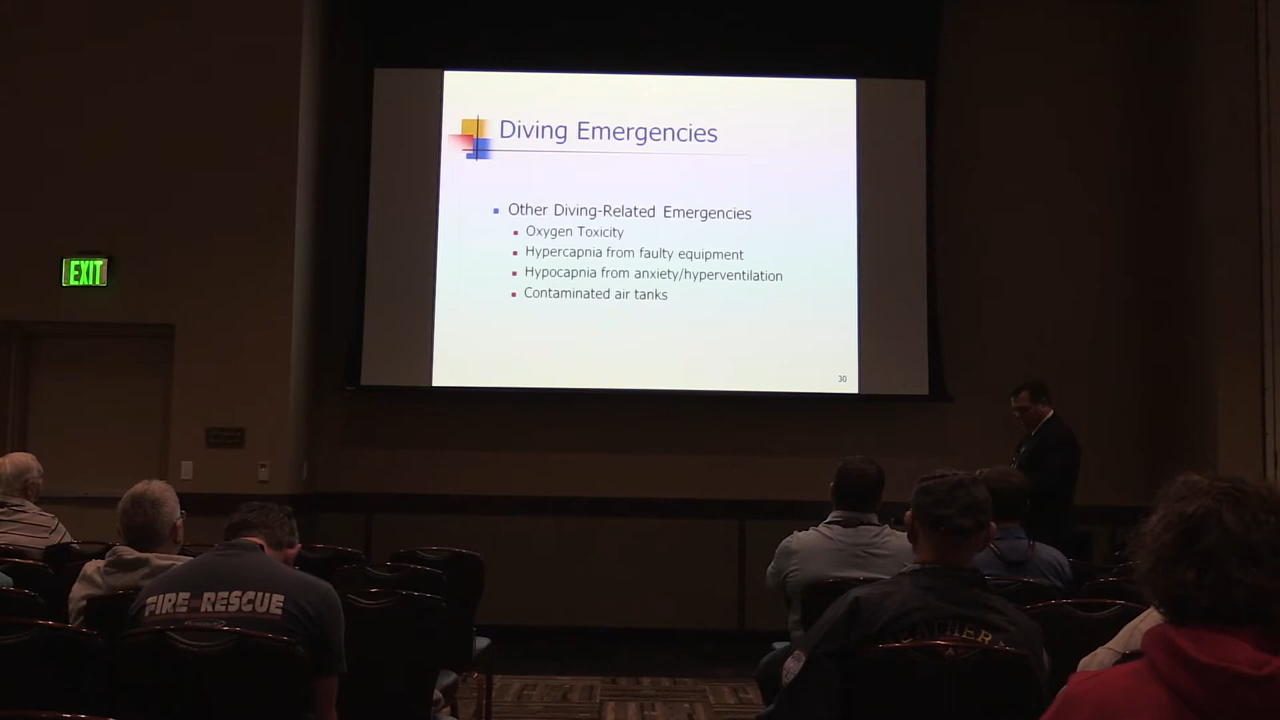 Diving Emergencies
Other Diving-Related Emergencies
Oxygen Toxicity
Hypercapnia from faulty equipment
Hypocapnia from anxiety/hyperventilation
Contaminated air tanks
30
EXIT
FIRE RESCUE